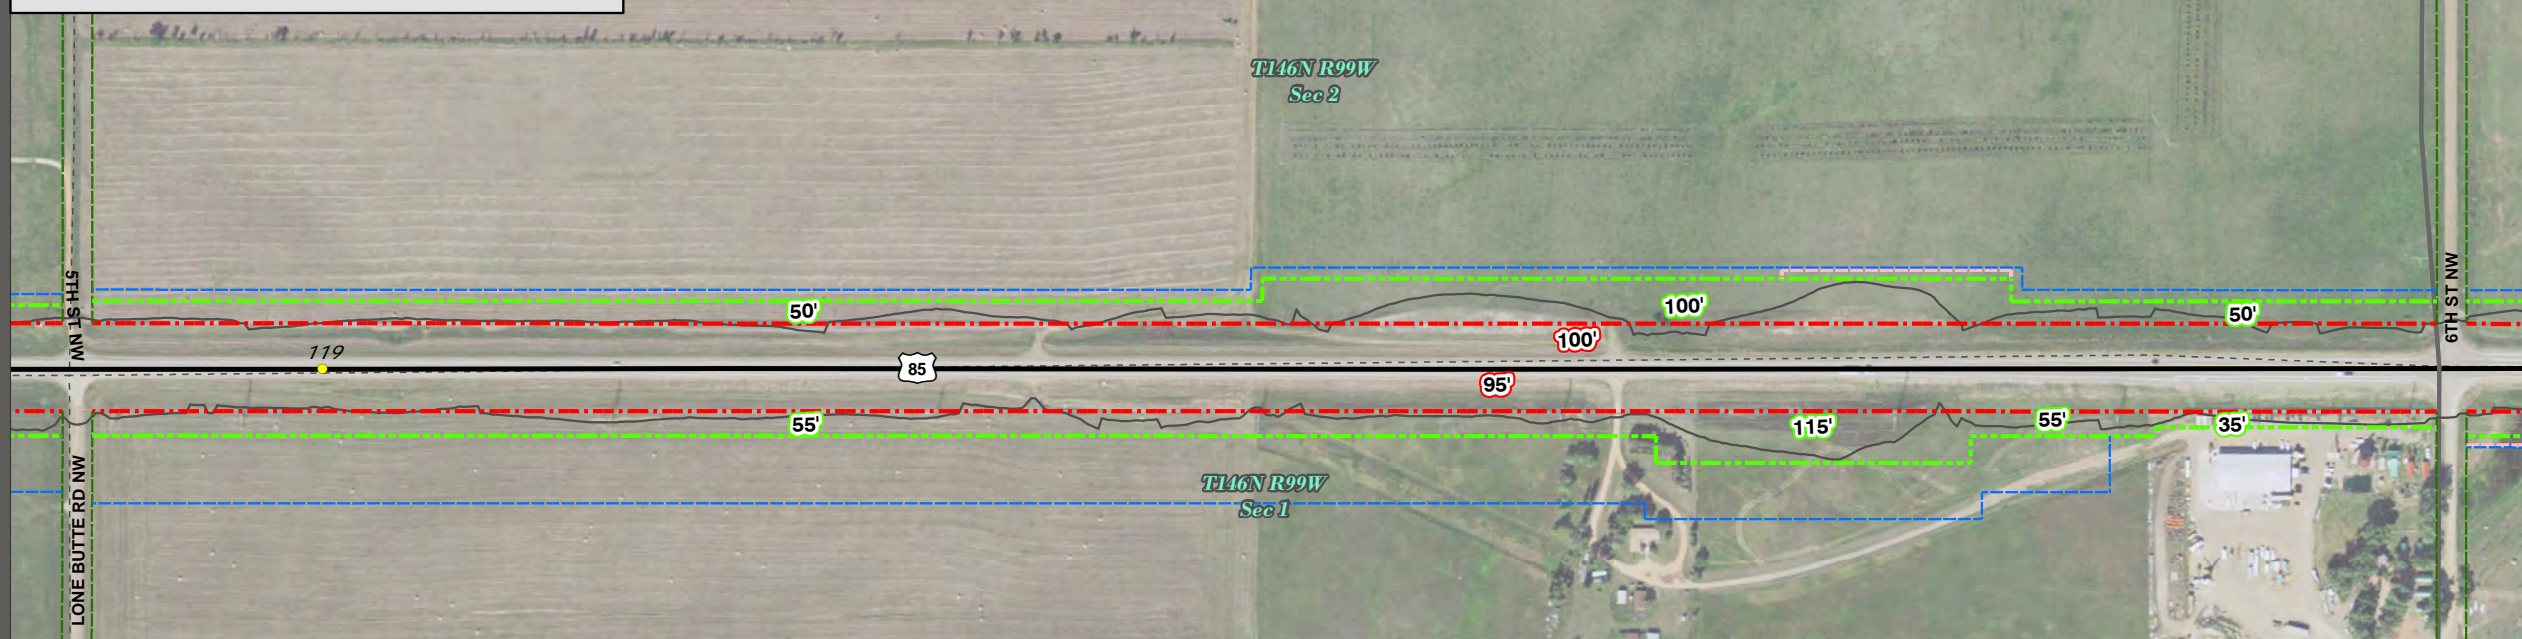 T146N R99W
Sec 2
5TH ST NW
6TH ST NW
50'
100'
50'
100'
119
85
95'
55'
115'
55'
35'
LONE BUTTE RD NW
T146N R99W
Sec 1